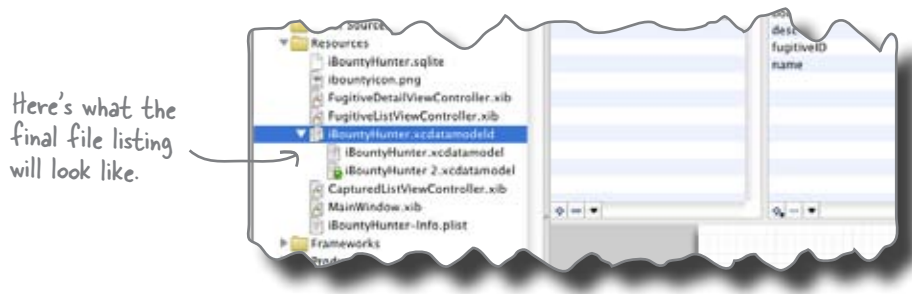 Here's what the
final file listing
will look like.
Resources
iBountyHunter.sqlite
ibountyicon.png
FugitiveDetailViewController.xib
FugitiveListViewController.xib
iBountyHunter.xcdatamodeld
iBountyHunter.xcdatamodel
iBountyHunter 2.xcdatamodel
CapturedListViewController.xib
MainWindow.xib
iBountyHunter-Info.plist
Frameworks
desc
fugitiveID
name